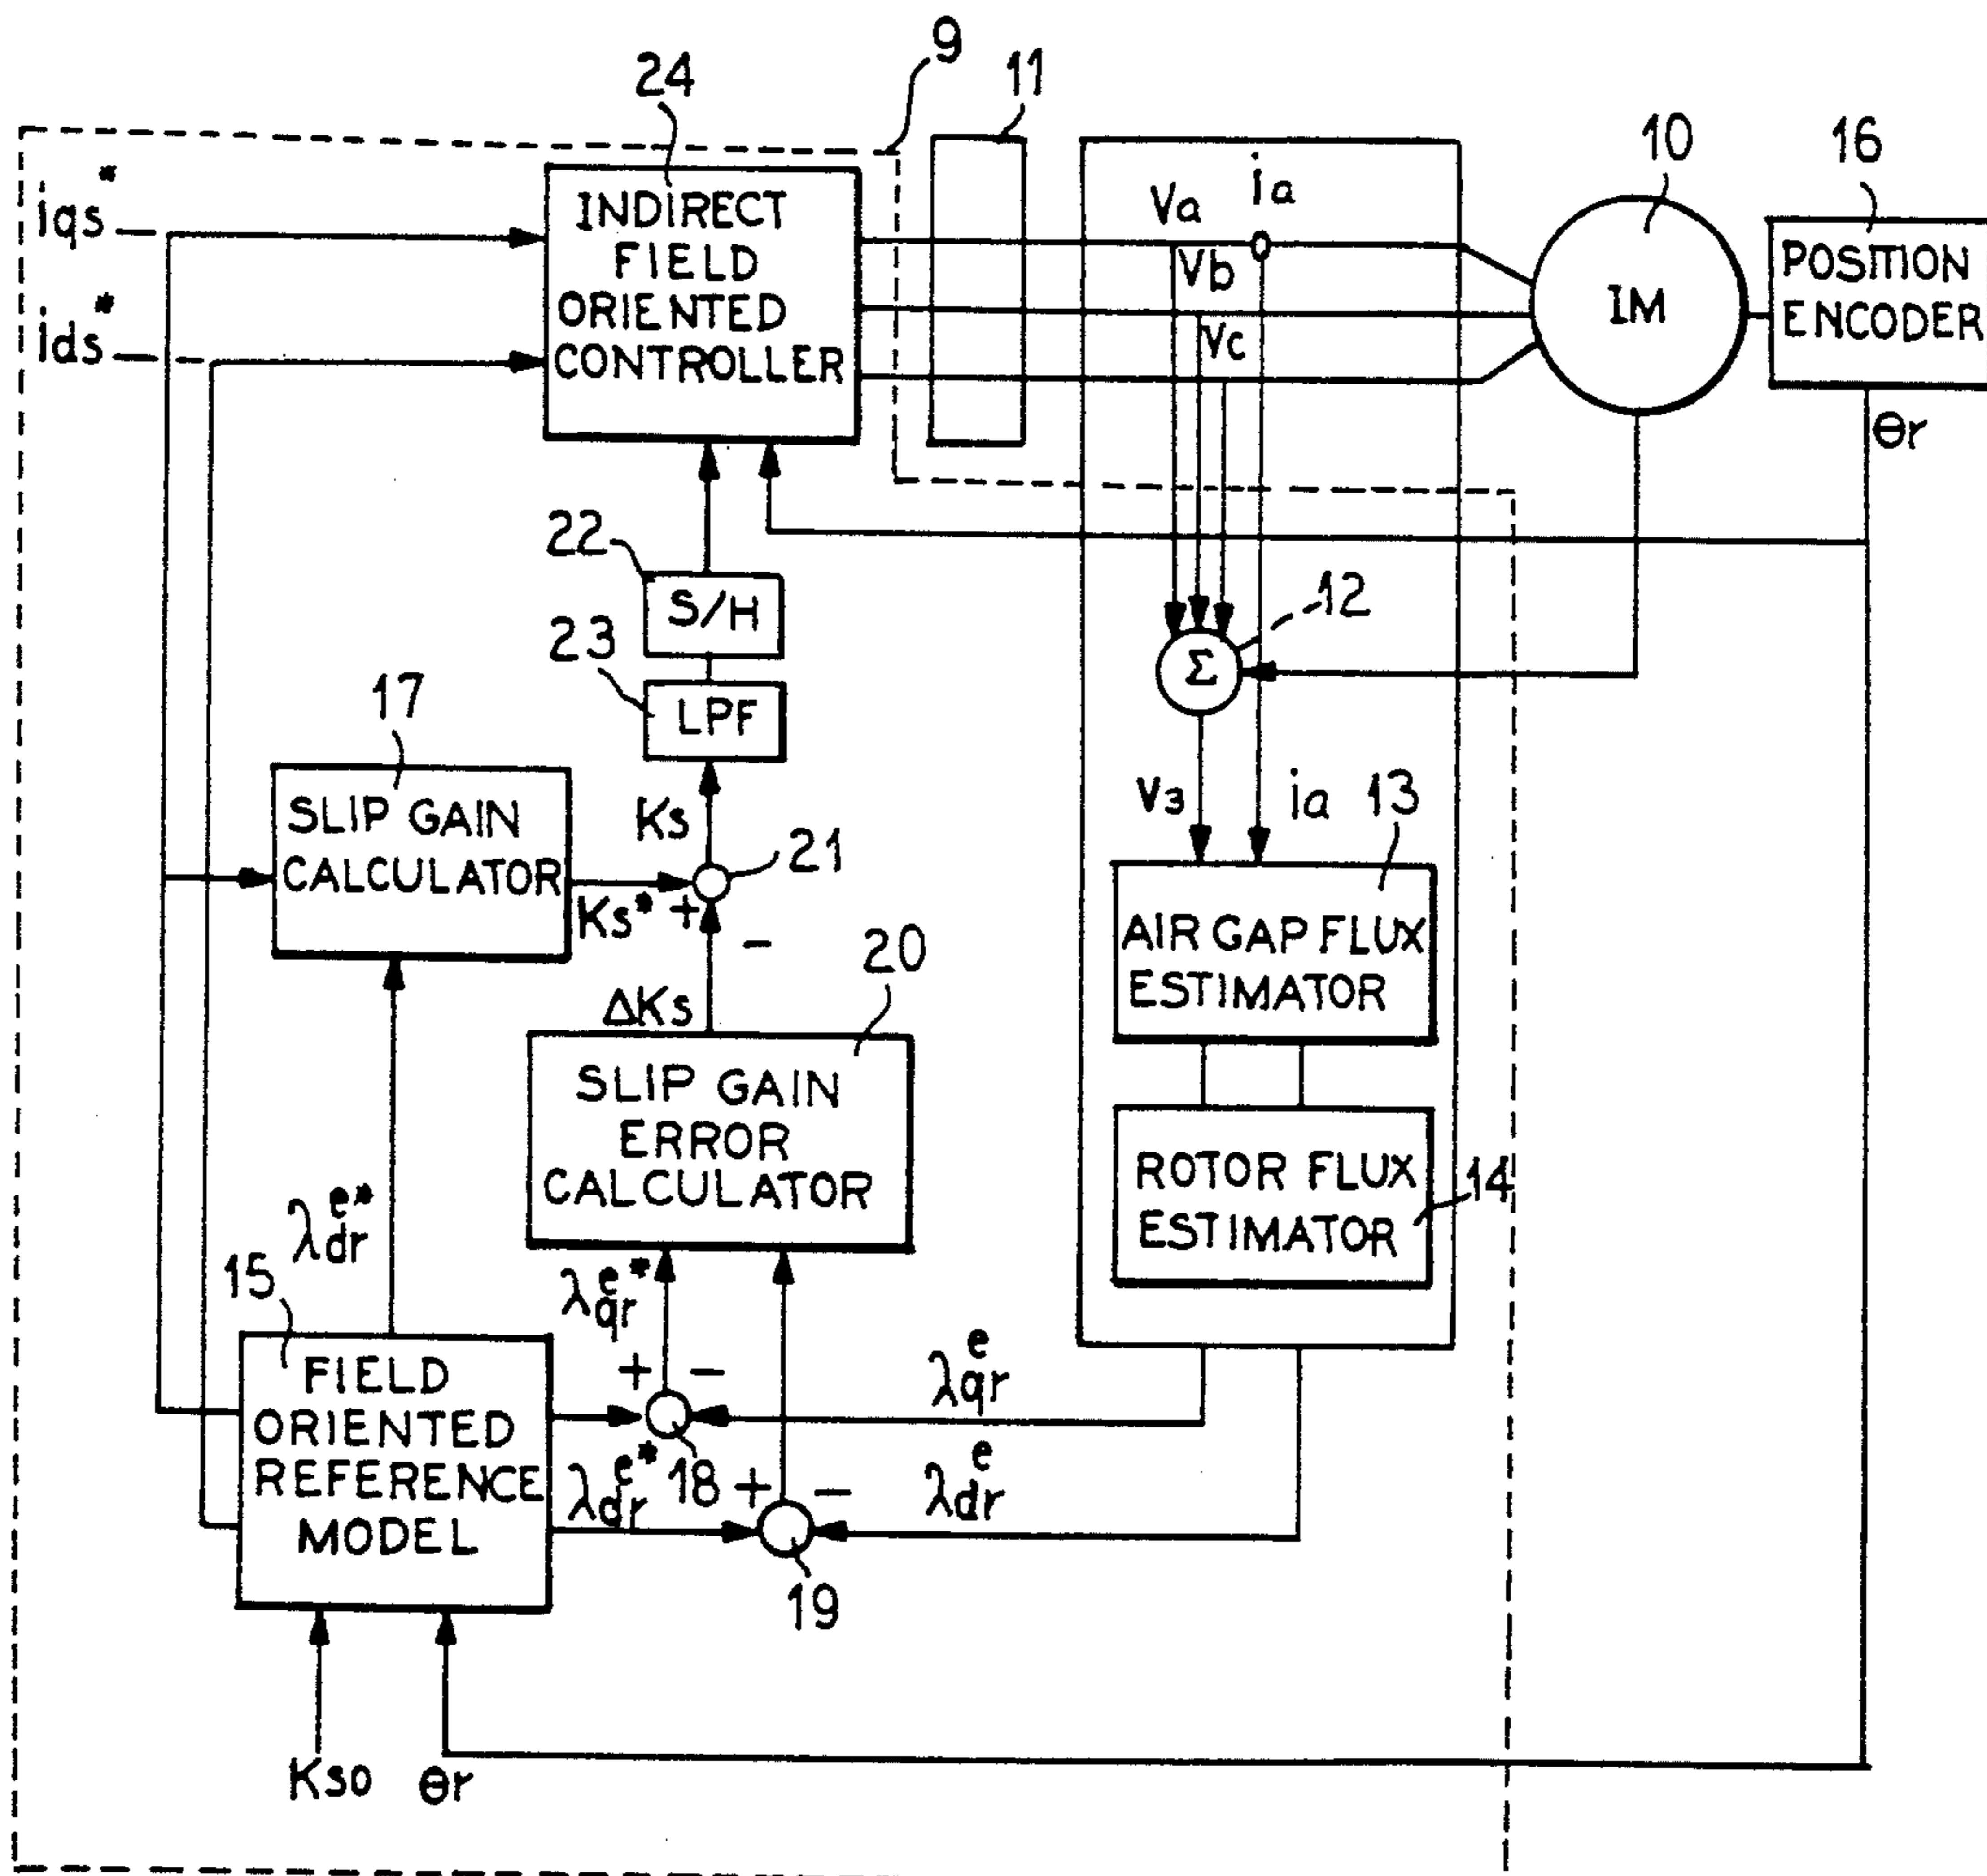 9
24
11
10
16
iqs*
ids*
INDIRECT
FIELD
ORIENTED
CONTROLLER
Va
ia
Vb
Vc
IM
POSITION
ENCODER
θr
22
S/H
23
LPF
12
Σ
17
SLIP GAIN
CALCULATOR
Ks
21
Ks* +
-
V3
ia
13
AIR GAP FLUX
ESTIMATOR
ΔKs
20
SLIP GAIN
ERROR
CALCULATOR
ROTOR FLUX
ESTIMATOR
14
λdr e*
15
λqr e*
FIELD
ORIENTED
REFERENCE
MODEL
+ -
18
λqr e
λdr e*
+ -
19
λdr e
Kso
θr